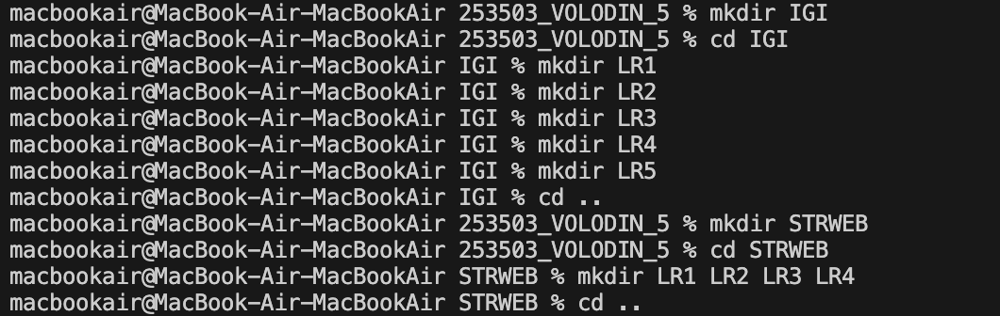 macbookair@MacBook-Air-MacBookAir 253503_VOLODIN_5 % mkdir IGI
macbookair@MacBook-Air-MacBookAir 253503_VOLODIN_5 % cd IGI
macbookair@MacBook-Air-MacBookAir IGI % mkdir LR1
macbookair@MacBook-Air-MacBookAir IGI % mkdir LR2
macbookair@MacBook-Air-MacBookAir IGI % mkdir LR3
macbookair@MacBook-Air-MacBookAir IGI % mkdir LR4
macbookair@MacBook-Air-MacBookAir IGI % mkdir LR5
macbookair@MacBook-Air-MacBookAir IGI % cd ..
macbookair@MacBook-Air-MacBookAir 253503_VOLODIN_5 % mkdir STRWEB
macbookair@MacBook-Air-MacBookAir 253503_VOLODIN_5 % cd STRWEB
macbookair@MacBook-Air-MacBookAir STRWEB % mkdir LR1 LR2 LR3 LR4
macbookair@MacBook-Air-MacBookAir STRWEB % cd ..